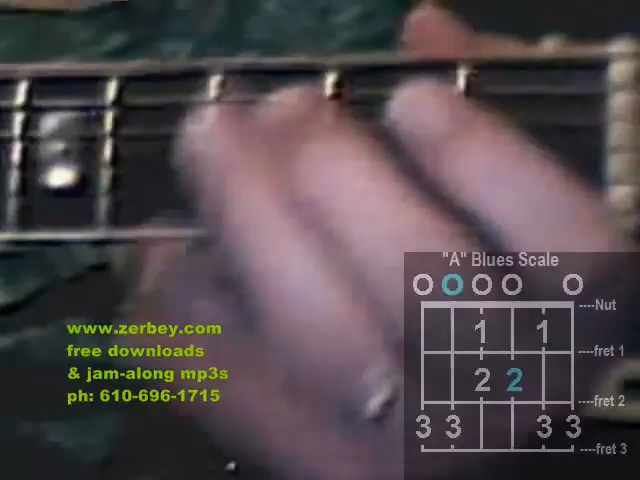 "A" Blues Scale
O O O O O
----Nut
1 1
----fret 1
2 2
----fret 2
3 3 3 3
----fret 3
www.zerbey.com
free downloads
& jam-along mp3s
ph: 610-696-1715